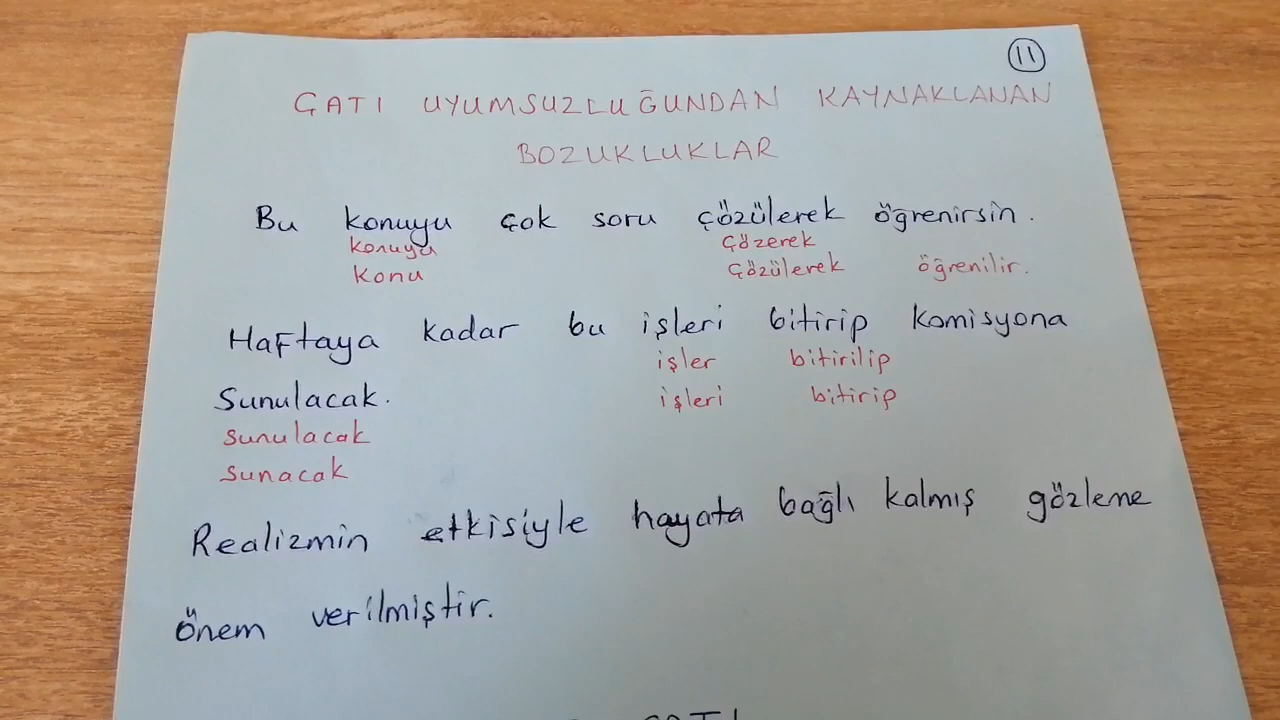 11
ÇATI UYUMSUZLUĞUNDAN KAYNAKLANAN
BOZUKLUKLAR
Bu konuyu çok soru çözülerek öğrenirsin.
konuyu çözerek
konu çözülerek öğrenilir.
Haftaya kadar bu işleri bitirip komisyona
işler bitirilip
sunulacak.
işleri bitirip
sunulacak
sunacak
Realizmin etkisiyle hayata bağlı kalmış gözleme
önem verilmiştir.